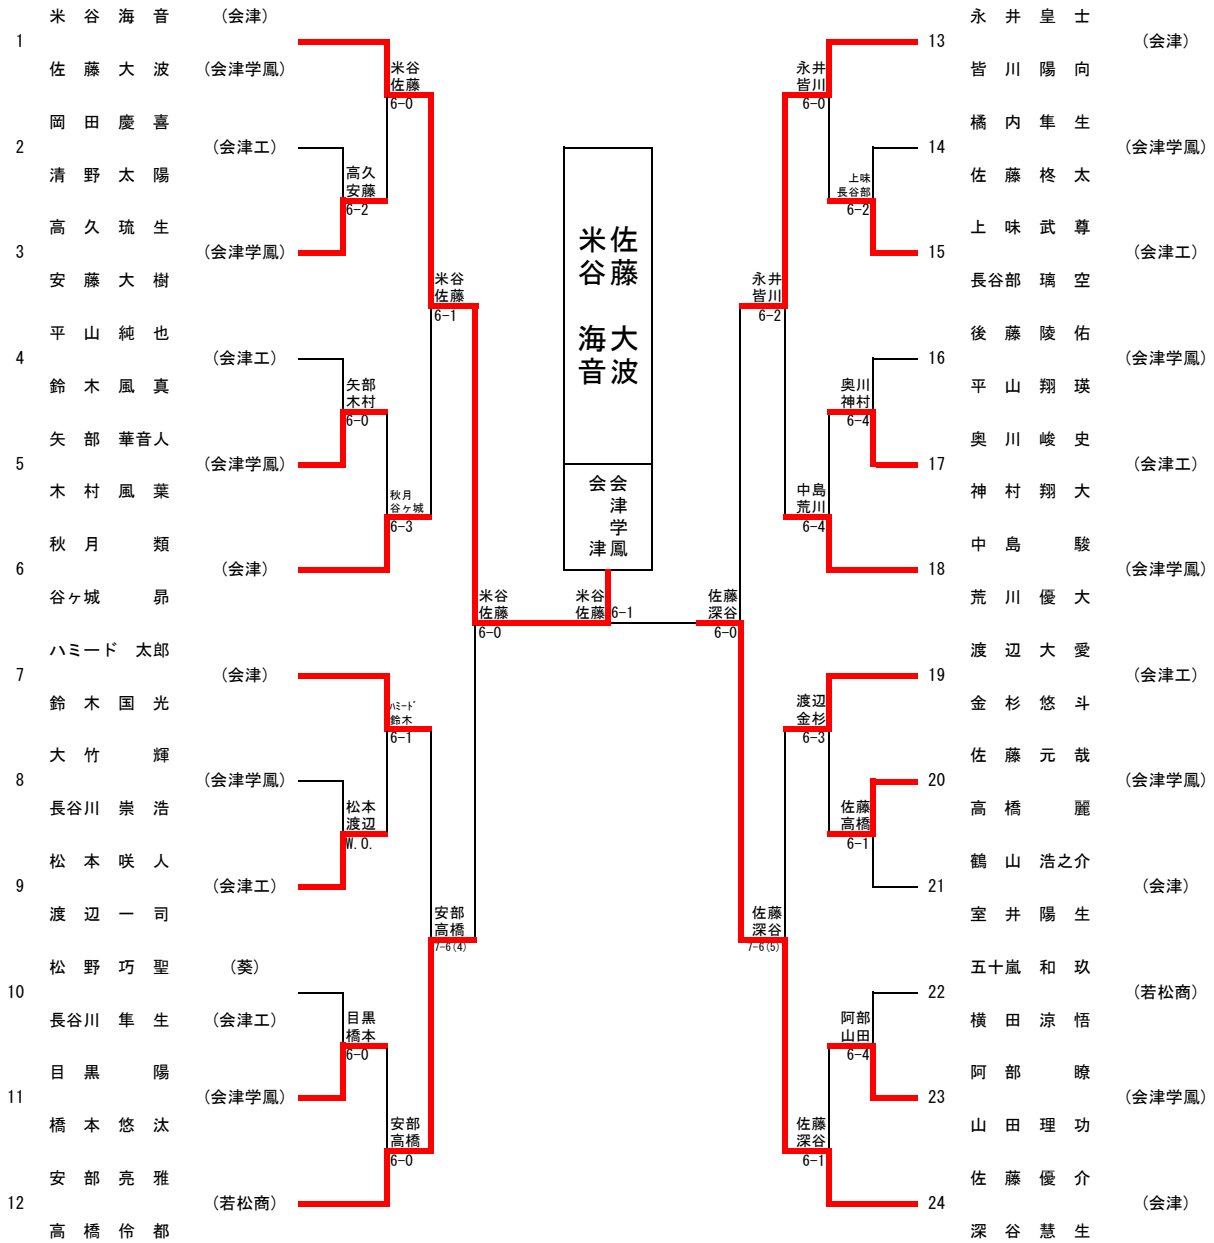 米谷海音 (会津)
1
佐藤大波 (会津学鳳)
岡田慶喜
2 (会津工)
清野太陽
高久琉生
3 (会津学鳳)
安藤大樹
平山純也
4 (会津工)
鈴木風真
矢部華音人
5 (会津学鳳)
木村風葉
秋月類
6 (会津)
谷ヶ城昴
ハミード 太郎
7 (会津)
鈴木国光
大竹輝
8 (会津学鳳)
長谷川崇浩
松本咲人
9 (会津工)
渡辺一司
松野巧聖 (葵)
10
長谷川隼生 (会津工)
目黒陽
11 (会津学鳳)
橋本悠汰
安部亮雅
12 (若松商)
高橋伶都
高久
安藤
6-2
矢部
木村
6-0
松本
渡辺
W.O.
目黒
橋本
6-0
米谷
佐藤
6-0
秋月
谷ヶ城
6-3
ハミード
鈴木
6-1
安部
高橋
6-0
米谷
佐藤
6-1
安部
高橋
7-6(4)
米谷
佐藤
6-0
佐藤 大波
米谷 海音
会津学鳳
会津
米谷
佐藤
6-1
佐藤
深谷
6-0
永井
皆川
6-2
佐藤
深谷
7-6(5)
永井
皆川
6-0
中島
荒川
6-4
渡辺
金杉
6-3
佐藤
深谷
6-1
上味
長谷部
6-2
奥川
神村
6-4
佐藤
高橋
6-1
阿部
山田
6-4
永井皇士
13 (会津)
皆川陽向
橘内隼生
14 (会津学鳳)
佐藤柊太
上味武尊
15 (会津工)
長谷部璃空
後藤陵佑
16 (会津学鳳)
平山翔瑛
奥川峻史
17 (会津工)
神村翔大
中島駿
18 (会津学鳳)
荒川優大
渡辺大愛
19 (会津工)
金杉悠斗
佐藤元哉
20 (会津学鳳)
高橋麗
鶴山浩之介
21 (会津)
室井陽生
五十嵐和玖
22 (若松商)
横田涼悟
阿部瞭
23 (会津学鳳)
山田理功
佐藤優介
24 (会津)
深谷慧生